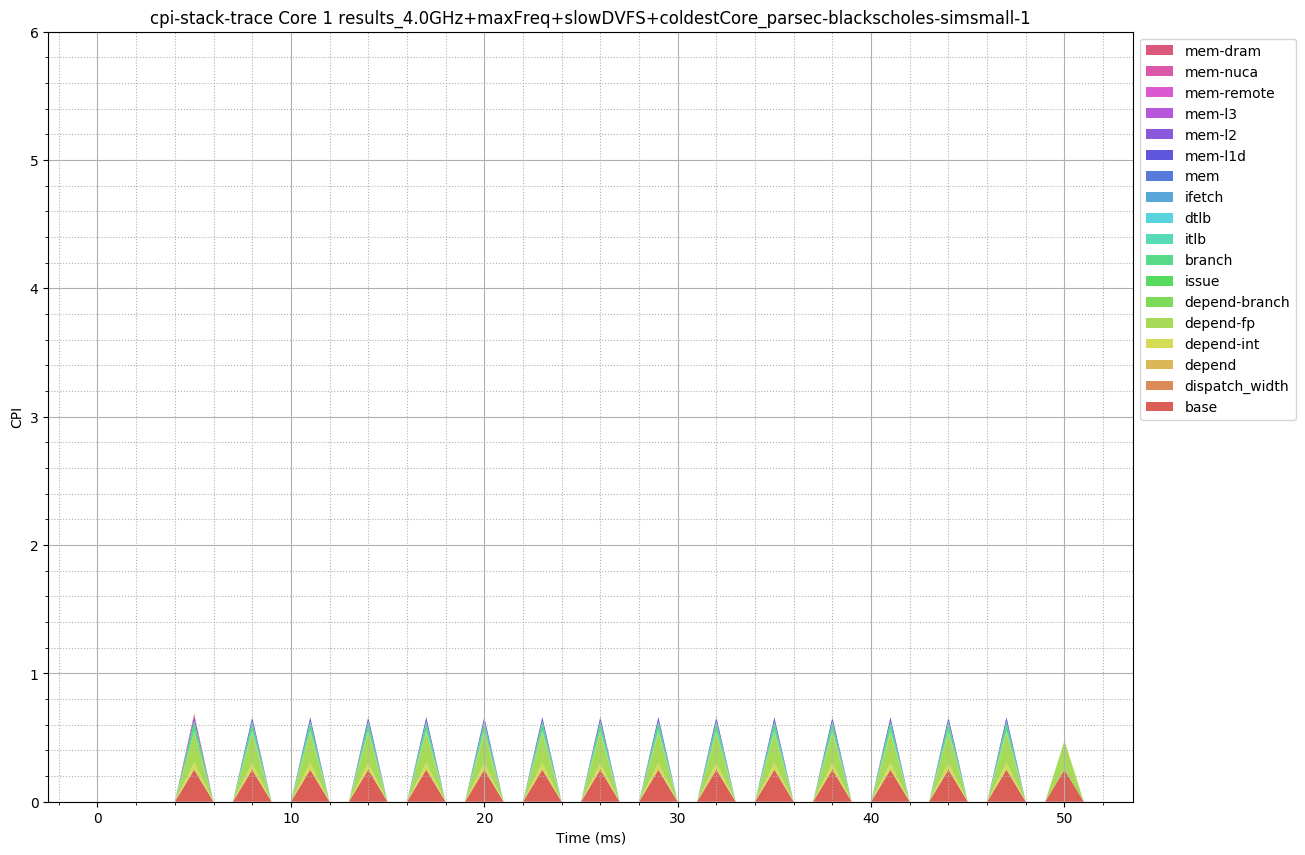 cpi-stack-trace Core 1 results_4.0GHz+maxFreq+slowDVFS+coldestCore_parsec-blackscholes-simsmall-1
6
5
4
3
2
1
0
CPI
0
10
20
30
40
50
Time (ms)
mem-dram
mem-nuca
mem-remote
mem-l3
mem-l2
mem-l1d
mem
ifetch
dtlb
itlb
branch
issue
depend-branch
depend-fp
depend-int
depend
dispatch_width
base